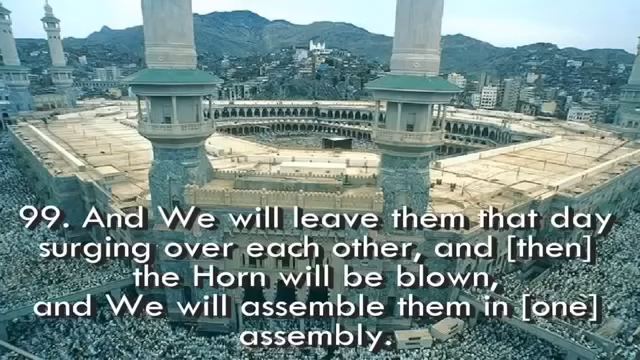 99. And We will leave them that day
surging over each other, and [then]
the Horn will be blown,
and We will assemble them in [one]
assembly.